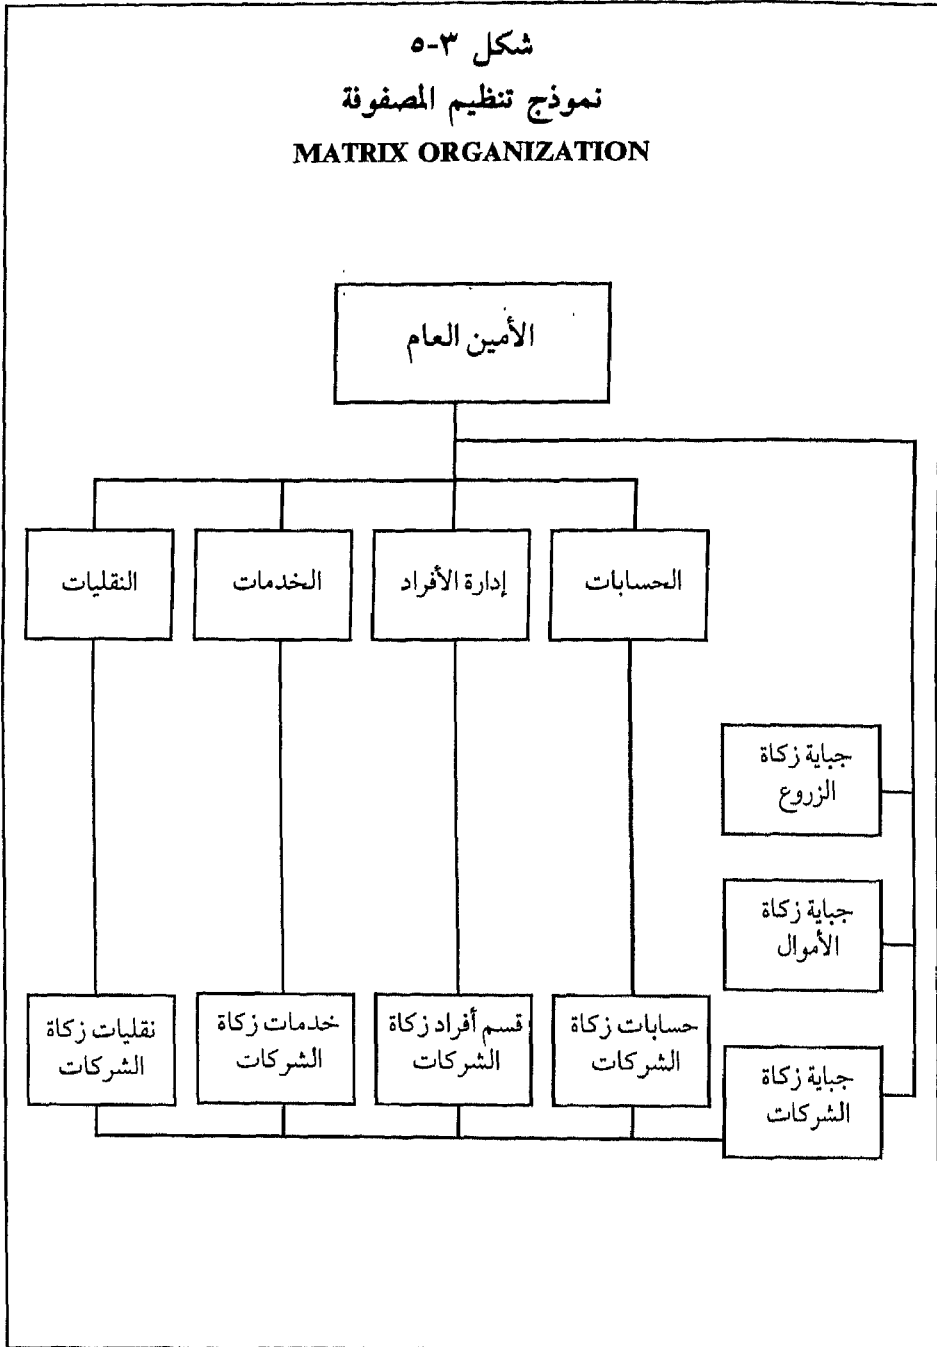 شكل ٣-٥
نموذج تنظيم المصفوفة
MATRIX ORGANIZATION
الأمين العام
الحسابات
إدارة الأفراد
الخدمات
النقليات
جباية زكاة
الزروع
جباية زكاة
الأموال
جباية زكاة
الشركات
حسابات زكاة
الشركات
قسم أفراد زكاة
الشركات
خدمات زكاة
الشركات
نقليات زكاة
الشركات